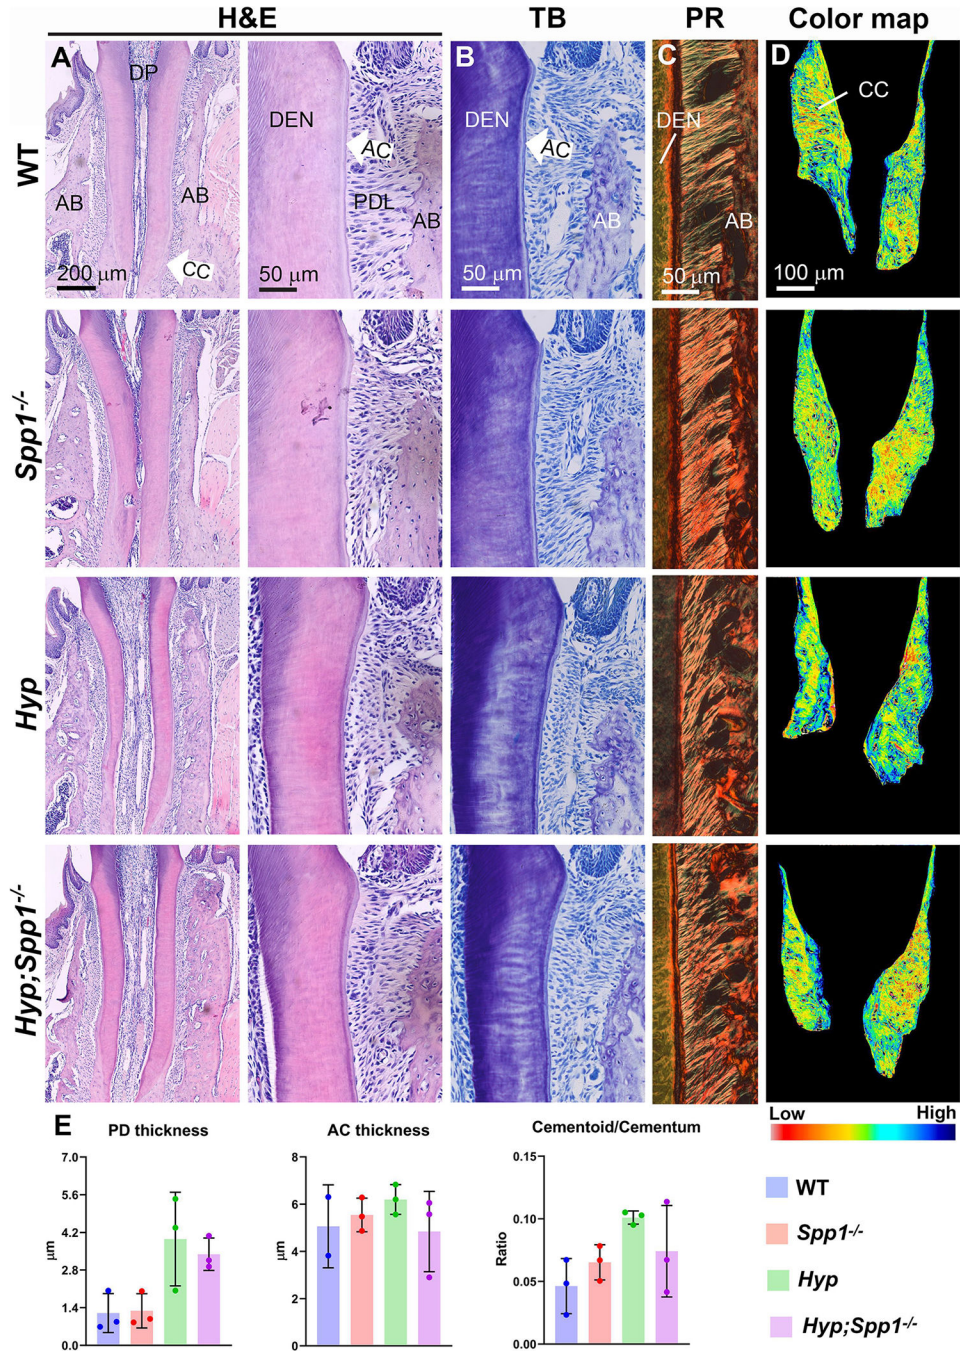 H&E TB PR Color map
WT
A
DP
AB
AB
CC
200 μm
DEN
AC
PDL
AB
50 μm
B
DEN
AC
AB
50 μm
C
DEN
AB
50 μm
D
CC
100 μm
Spp1-/-
Hyp
Hyp;Spp1-/-
Low High
E
PD thickness
μm
7.0
5.6
4.2
2.8
1.4
0.0
AC thickness
μm
8
6
4
2
0
Cementoid/Cementum
Ratio
0.15
0.10
0.05
0.00
WT
Spp1-/-
Hyp
Hyp;Spp1-/-